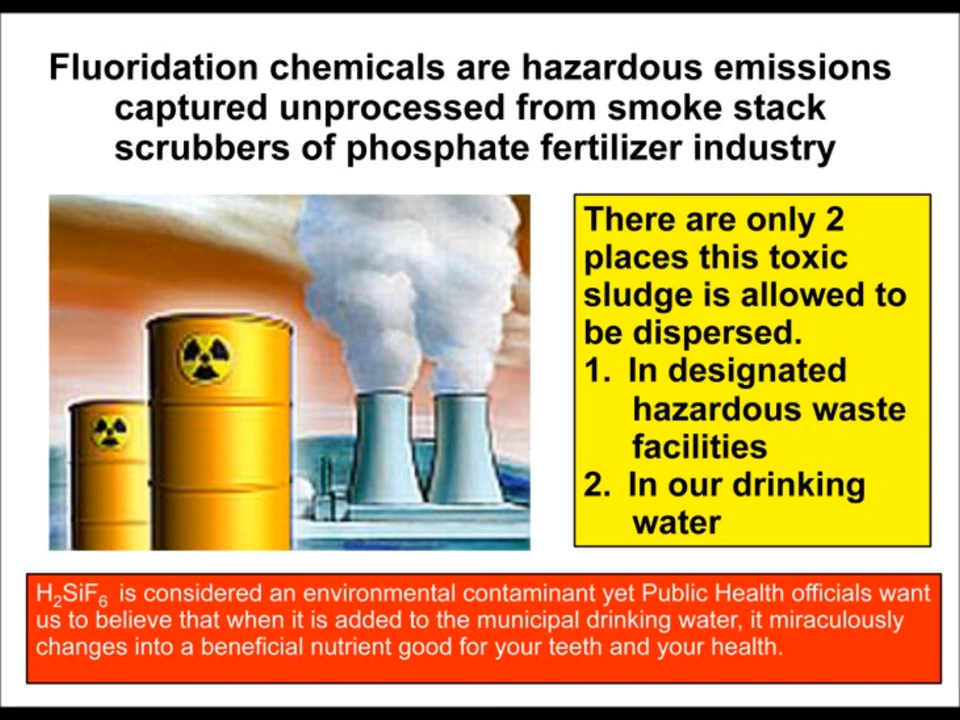 Fluoridation chemicals are hazardous emissions
captured unprocessed from smoke stack
scrubbers of phosphate fertilizer industry
There are only 2
places this toxic
sludge is allowed to
be dispersed.
1. In designated
hazardous waste
facilities
2. In our drinking
water
H₂SiF₆ is considered an environmental contaminant yet Public Health officials want
us to believe that when it is added to the municipal drinking water, it miraculously
changes into a beneficial nutrient good for your teeth and your health.